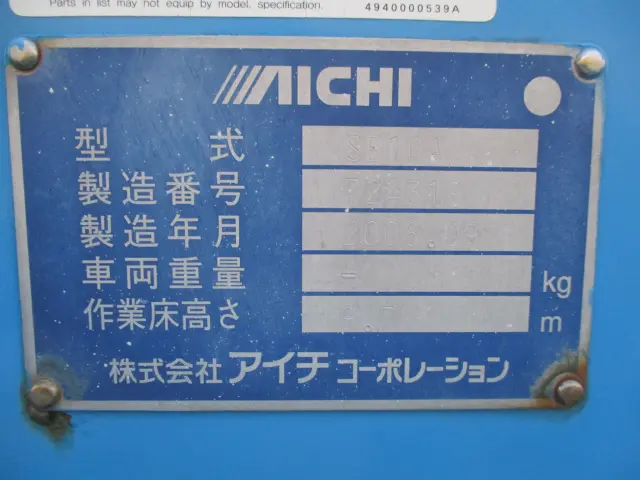 Parts in list may not equip by model, specification.
4940000539A
AICHI
型式
製造番号
製造年月
車両重量 - kg
作業床高さ m
株式会社アイチコーポレーション